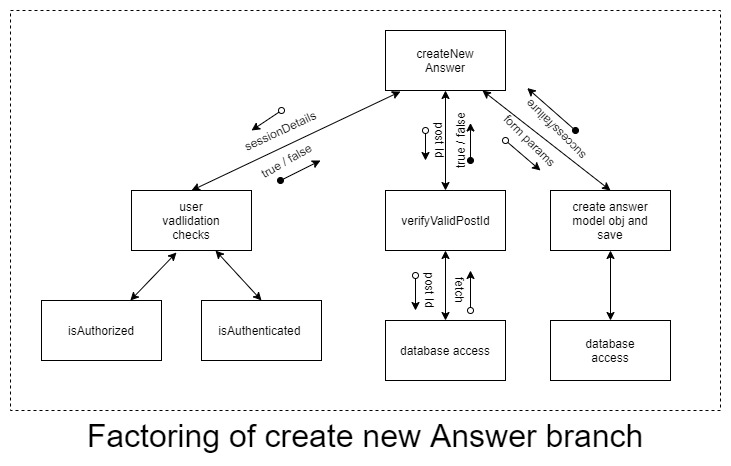 createNew
Answer
sessionDetails
true / false
post Id
true / false
form params
success/failure
user
vadlidation
checks
verifyValidPostId
create answer
model obj and
save
post Id
fetch
isAuthorized
isAuthenticated
database access
database
access
Factoring of create new Answer branch